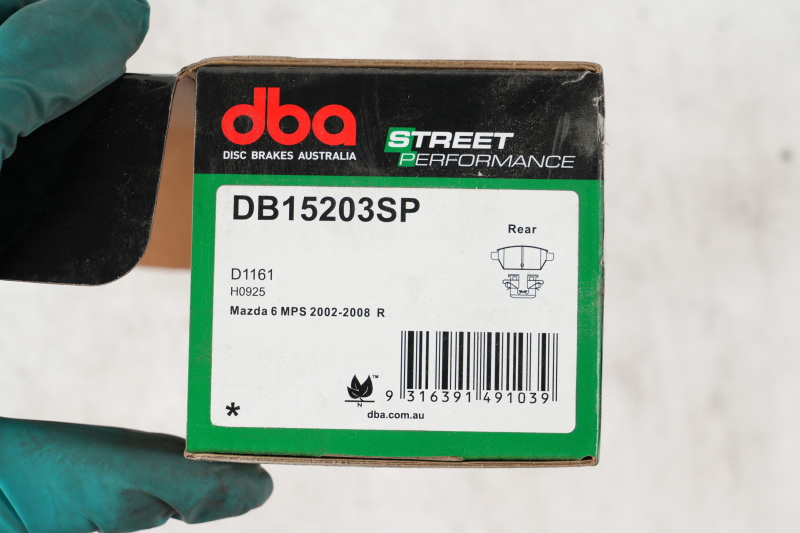 dba
DISC BRAKES AUSTRALIA
STREET
PERFORMANCE
DB15203SP
Rear
D1161
H0925
Mazda 6 MPS 2002-2008 R
N
™
9 316391 491039
*
dba.com.au